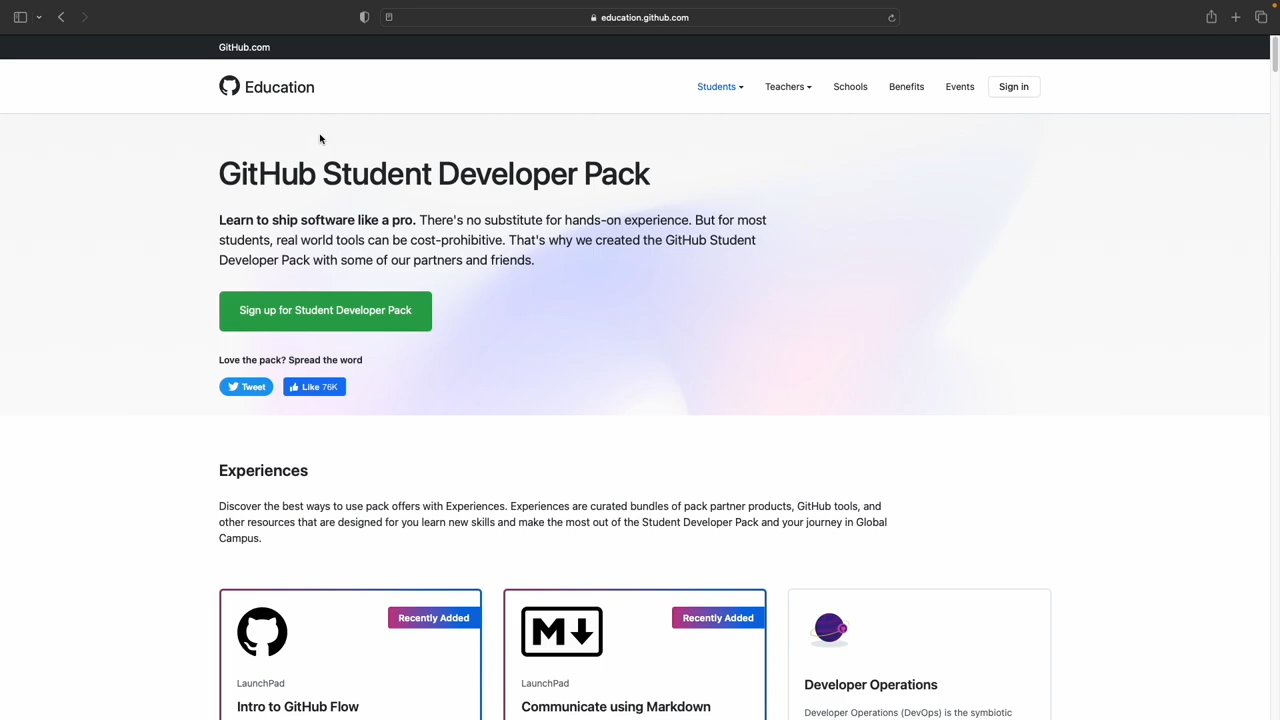 education.github.com
GitHub.com
Education
Students
Teachers
Schools
Benefits
Events
Sign in
GitHub Student Developer Pack
Learn to ship software like a pro. There's no substitute for hands-on experience. But for most
students, real world tools can be cost-prohibitive. That's why we created the GitHub Student
Developer Pack with some of our partners and friends.
Sign up for Student Developer Pack
Love the pack? Spread the word
Tweet
Like 76K
Experiences
Discover the best ways to use pack offers with Experiences. Experiences are curated bundles of pack partner products, GitHub tools, and
other resources that are designed for you learn new skills and make the most out of the Student Developer Pack and your journey in Global
Campus.
Recently Added
LaunchPad
Intro to GitHub Flow
M
Recently Added
LaunchPad
Communicate using Markdown
Developer Operations
Developer Operations (DevOps) is the symbiotic